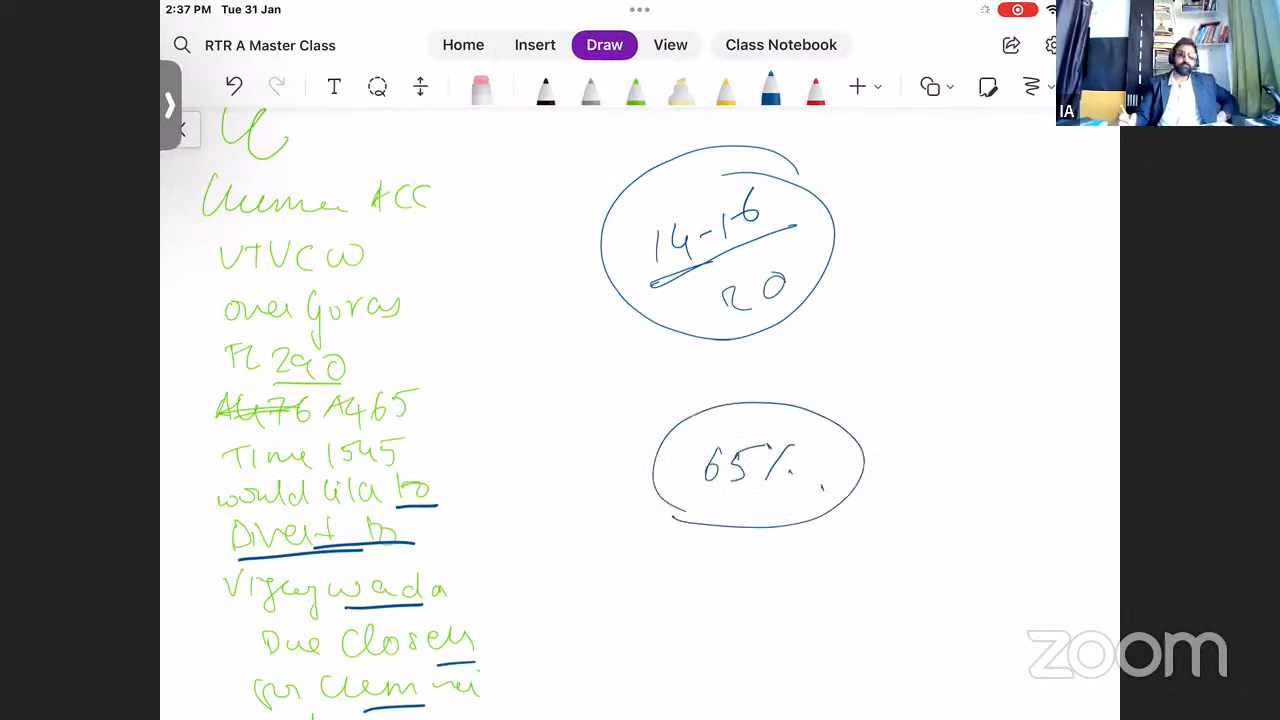 2:37 PM Tue 31 Jan
RTR A Master Class
Home Insert Draw View Class Notebook
T
IA
Chennai ACC
VTVCW
over Goras
FL 290
A476 A465
Time 1545
would like to
Divert to
Vijaywada
Due Closer
for Chennai
14-16
20
65%
zoom